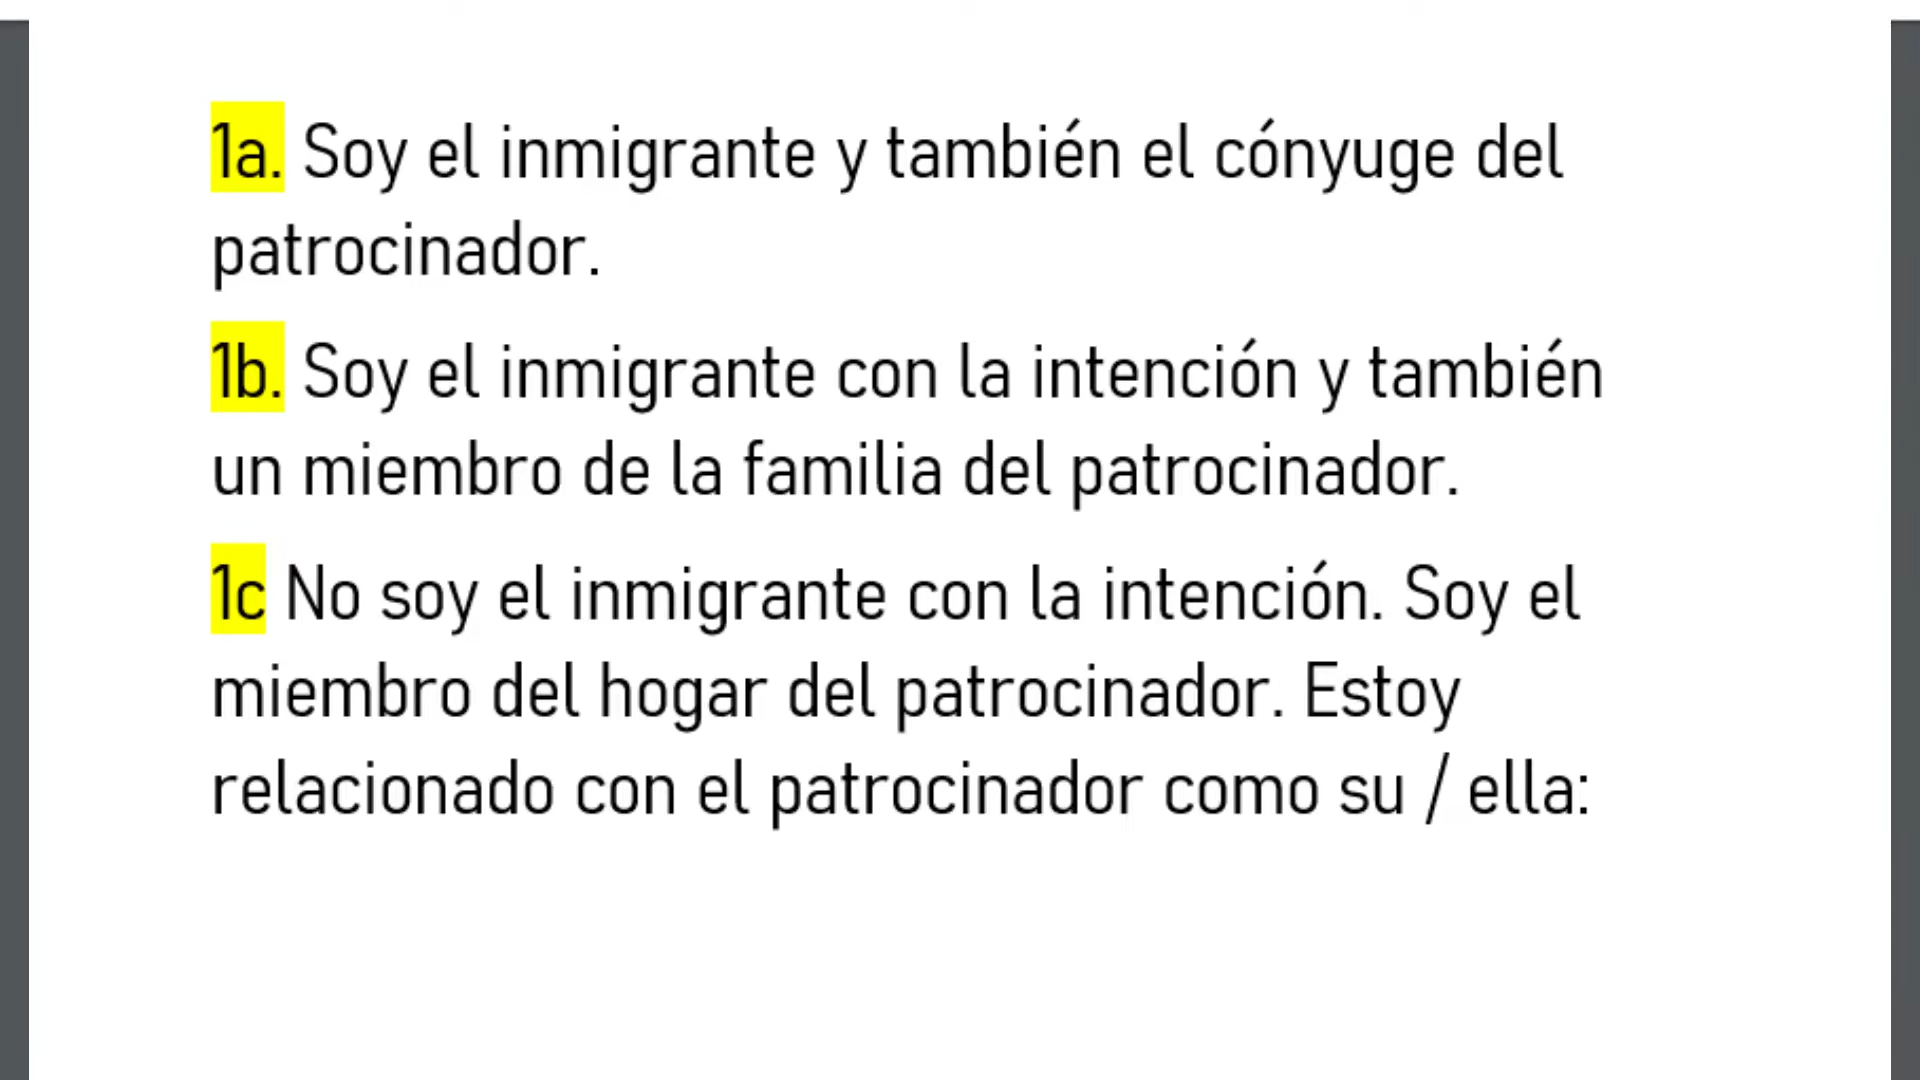 1a. Soy el inmigrante y también el cónyuge del
patrocinador.
1b. Soy el inmigrante con la intención y también
un miembro de la familia del patrocinador.
1c No soy el inmigrante con la intención. Soy el
miembro del hogar del patrocinador. Estoy
relacionado con el patrocinador como su / ella: